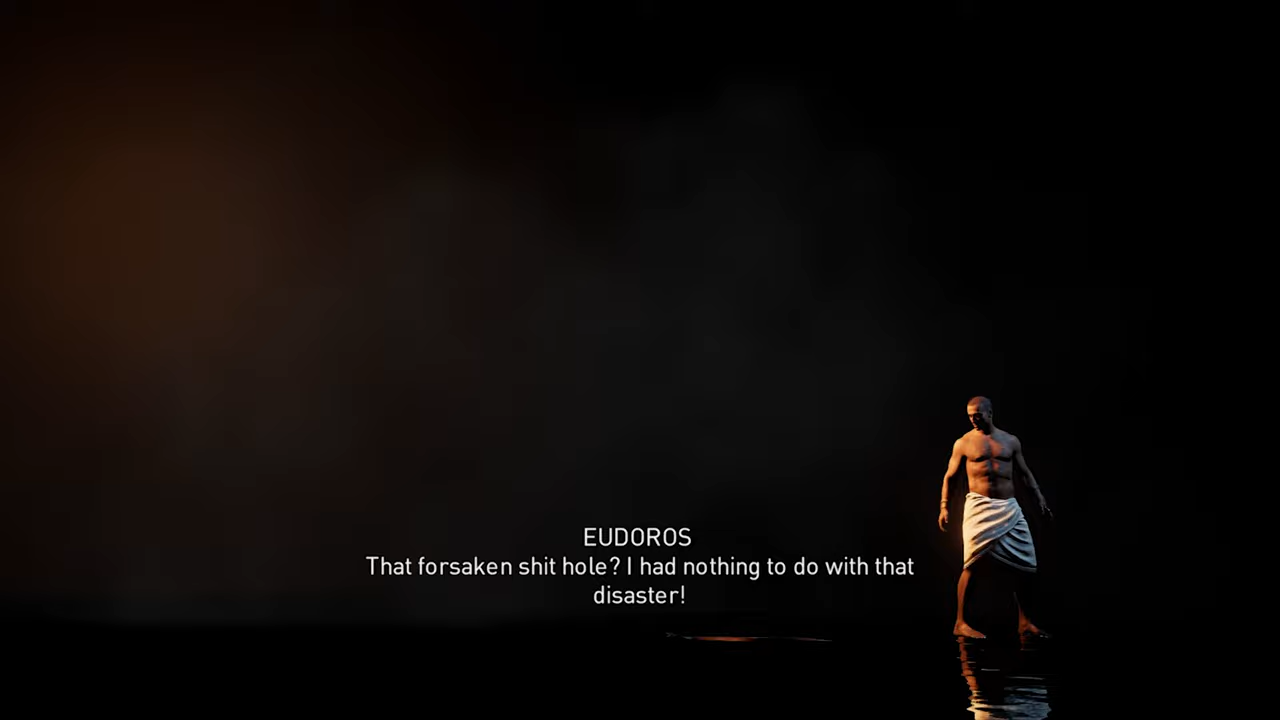 EUDOROS
That forsaken shit hole? I had nothing to do with that
disaster!